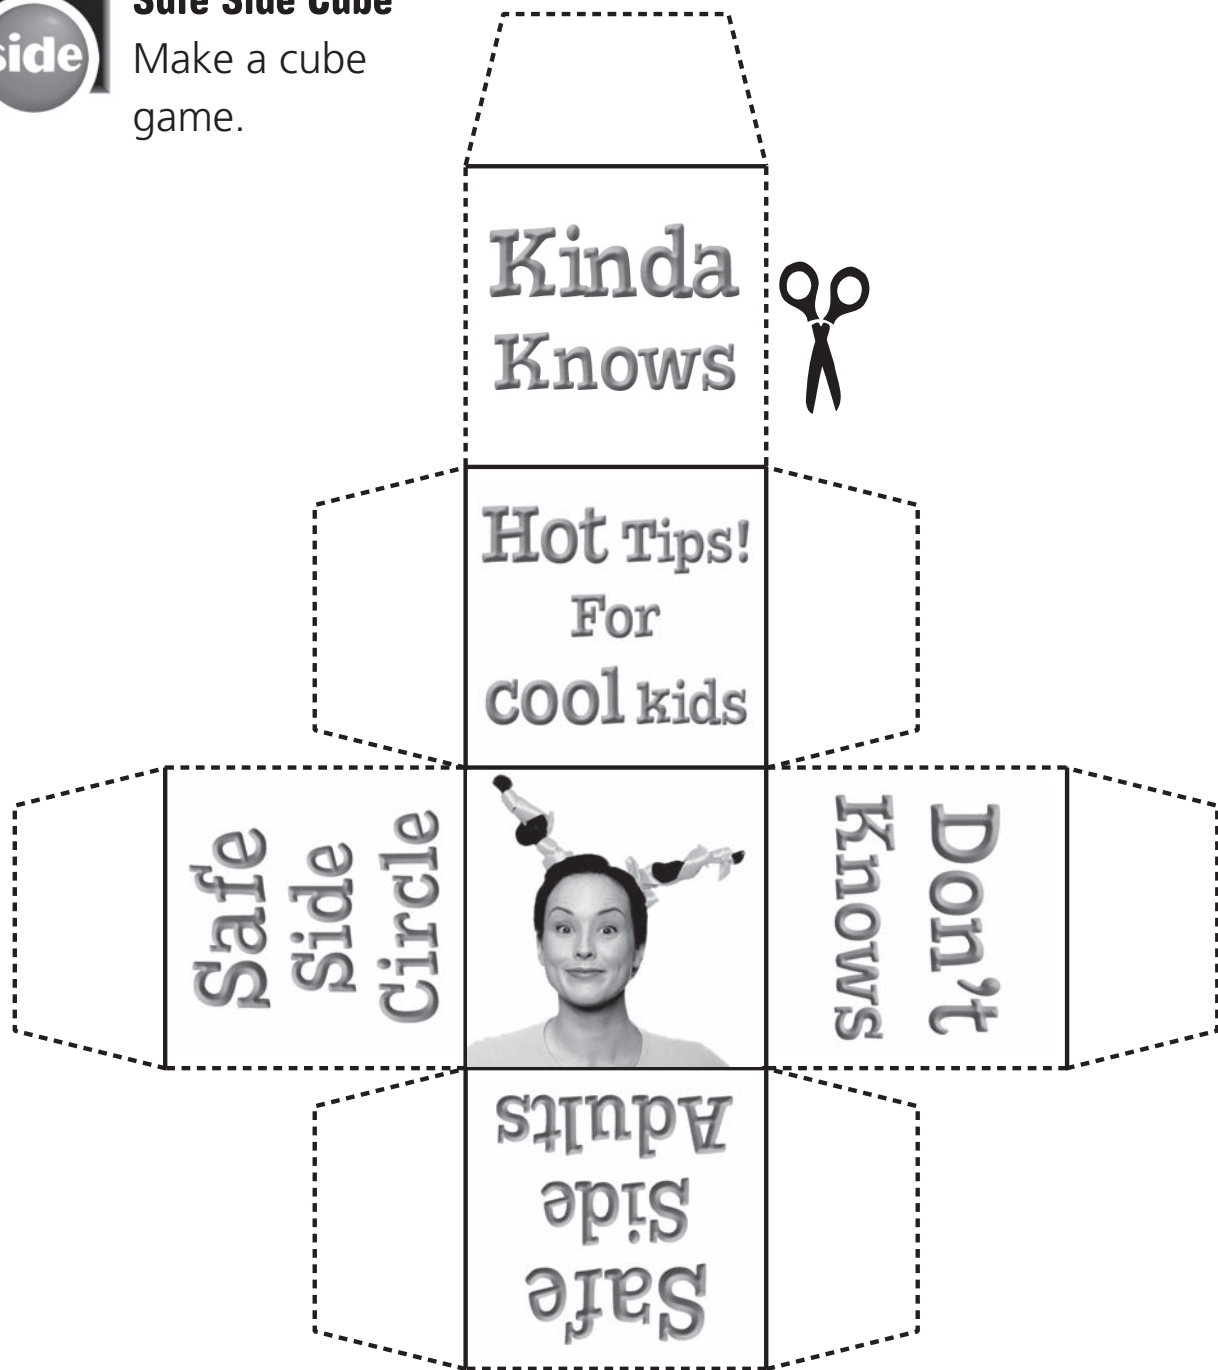 side
Safe Side Cube
Make a cube
game.
Kinda
Knows
Hot Tips!
For
cool kids
Safe
Side
Circle
Don't
Knows
Safe
Side
Adults